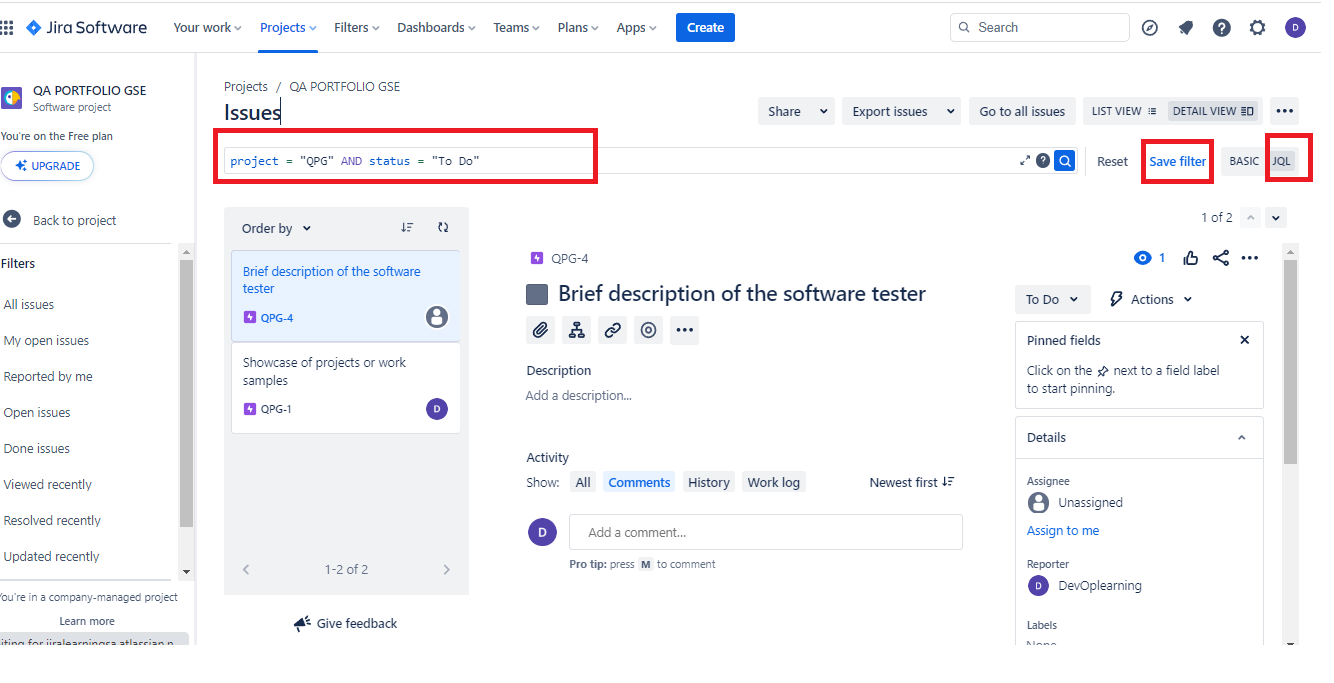 Jira Software
Your work
Projects
Filters
Dashboards
Teams
Plans
Apps
Create
Search
D
QA PORTFOLIO GSE
Software project
You're on the Free plan
UPGRADE
Back to project
Filters
All issues
My open issues
Reported by me
Open issues
Done issues
Viewed recently
Resolved recently
Updated recently
You're in a company-managed project
Learn more
iting for jiralearningsa.atlassian.n
Projects / QA PORTFOLIO GSE
Issues
Share
Export issues
Go to all issues
LIST VIEW
DETAIL VIEW
project = "QPG" AND status = "To Do"
Reset
Save filter
BASIC
JQL
Order by
Brief description of the software
tester
QPG-4
Showcase of projects or work
samples
QPG-1
D
1-2 of 2
Give feedback
1 of 2
QPG-4
1
Brief description of the software tester
Description
Add a description...
Activity
Show:
All
Comments
History
Work log
Newest first
D
Add a comment...
Pro tip: press M to comment
To Do
Actions
Pinned fields
Click on the next to a field label
to start pinning.
Details
Assignee
Unassigned
Assign to me
Reporter
D
DevOplearning
Labels
None